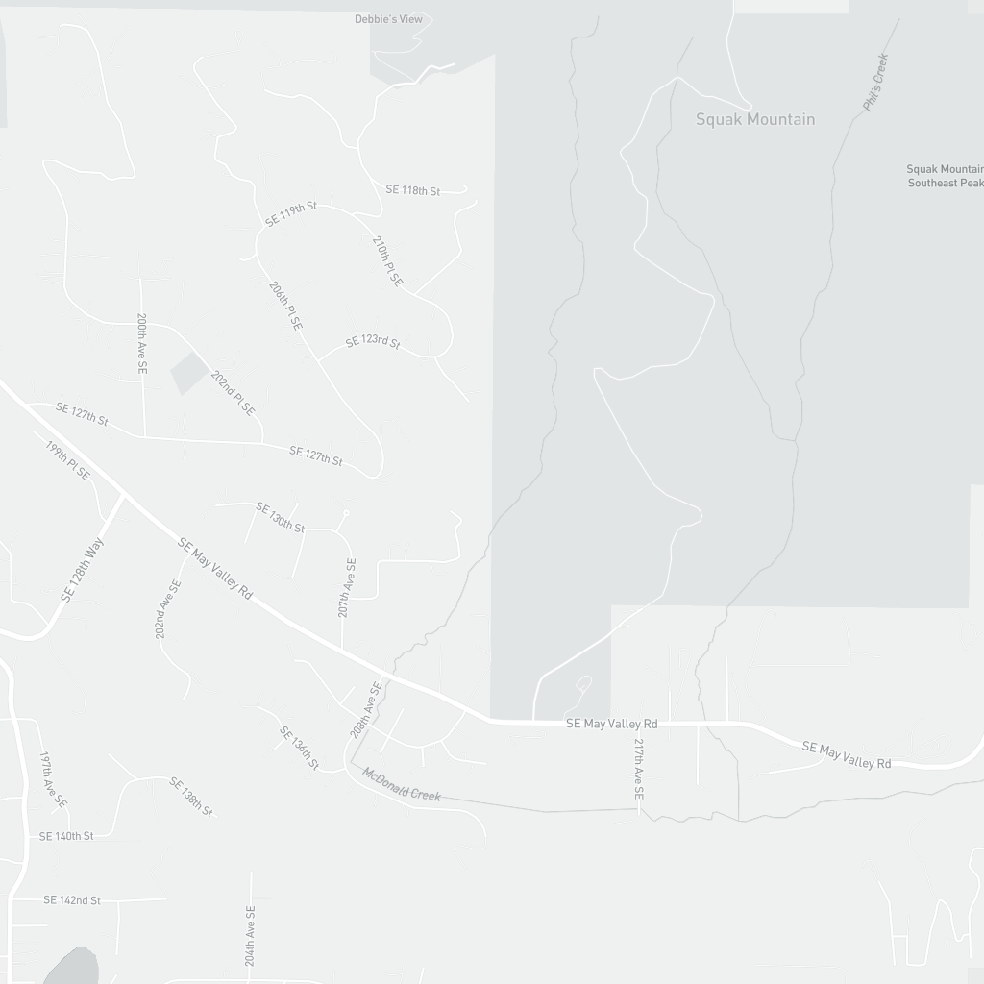 Debbie's View
Phil's Creek
Squak Mountain
Squak Mountain
Southeast Peak
SE 118th St
SE 119th St
210th Pl SE
206th Pl SE
200th Ave SE
SE 123rd St
202nd Pl SE
SE 127th St
199th Pl SE
SE 127th St
SE 130th St
SE May Valley Rd
SE 128th Way
202nd Ave SE
207th Ave SE
208th Ave SE
SE May Valley Rd
SE 136th St
217th Ave SE
SE May Valley Rd
197th Ave SE
McDonald Creek
SE 138th St
SE 140th St
SE 142nd St
204th Ave SE